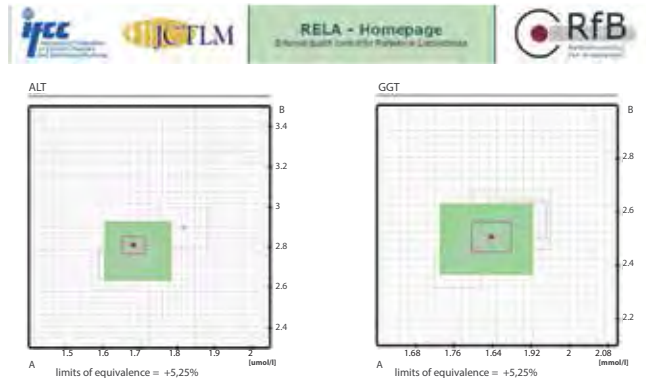 ifcc
JCTLM
RELA - Homepage
RfB
ALT
B
3.4
3.2
3
2.8
2.6
2.4
1.5 1.6 1.7 1.8 1.9 2
[umol/l]
A
limits of equivalence = +5,25%
GGT
B
2.8
2.6
2.4
2.2
1.68 1.76 1.64 1.92 2 2.08
[mmol/l]
A
limits of equivalence = +5,25%